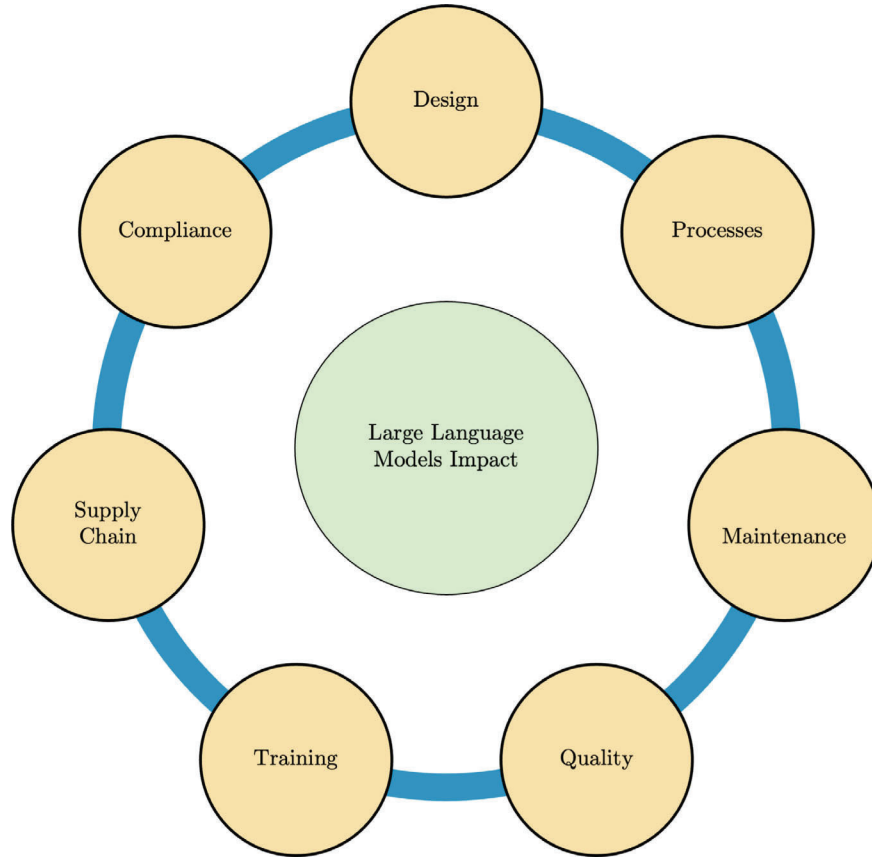 Design
Compliance
Processes
Large Language
Models Impact
Supply
Chain
Maintenance
Training
Quality